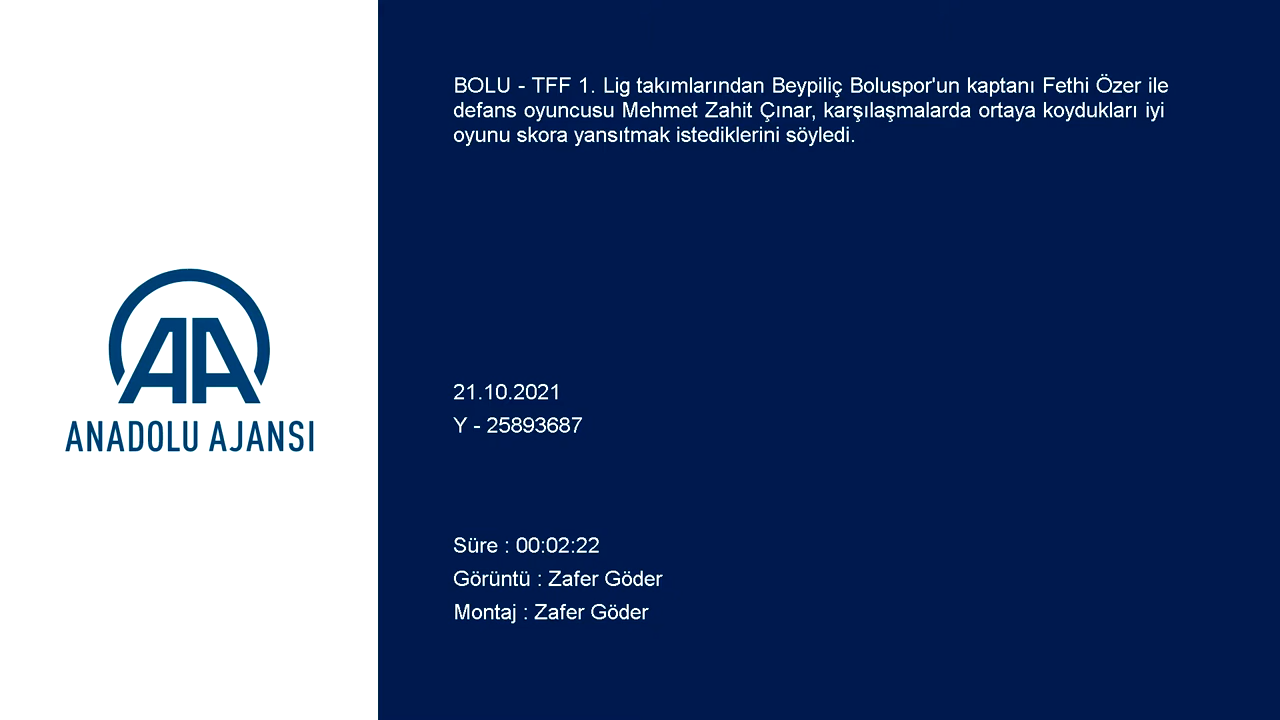 BOLU - TFF 1. Lig takımlarından Beypiliç Boluspor'un kaptanı Fethi Özer ile
defans oyuncusu Mehmet Zahit Çınar, karşılaşmalarda ortaya koydukları iyi
oyunu skora yansıtmak istediklerini söyledi.
AA
ANADOLU AJANSI
21.10.2021
Y - 25893687
Süre : 00:02:22
Görüntü : Zafer Göder
Montaj : Zafer Göder